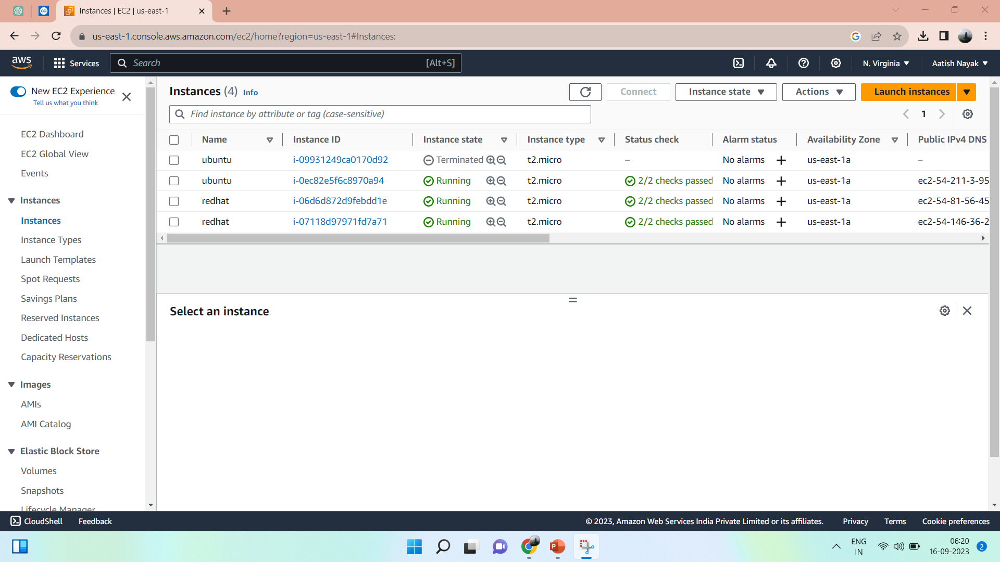 Instances | EC2 | us-east-1
us-east-1.console.aws.amazon.com/ec2/home?region=us-east-1#Instances:
aws
Services
Search
[Alt+S]
N. Virginia
Aatish Nayak
New EC2 Experience
Tell us what you think
EC2 Dashboard
EC2 Global View
Events
Instances
Instances
Instance Types
Launch Templates
Spot Requests
Savings Plans
Reserved Instances
Dedicated Hosts
Capacity Reservations
Images
AMIs
AMI Catalog
Elastic Block Store
Volumes
Snapshots
Lifecycle Manager
Instances (4) Info
Connect
Instance state
Actions
Launch instances
Find instance by attribute or tag (case-sensitive)
1
Name Instance ID Instance state Instance type Status check Alarm status Availability Zone Public IPv4 DNS
ubuntu i-09931249ca0170d92 Terminated t2.micro – No alarms + us-east-1a –
ubuntu i-0ec82e5f6c8970a94 Running t2.micro 2/2 checks passed No alarms + us-east-1a ec2-54-211-3-95
redhat i-06d6d872d9febdd1e Running t2.micro 2/2 checks passed No alarms + us-east-1a ec2-54-81-56-45
redhat i-07118d97971fd7a71 Running t2.micro 2/2 checks passed No alarms + us-east-1a ec2-54-146-36-2
Select an instance
CloudShell
Feedback
© 2023, Amazon Web Services India Private Limited or its affiliates.
Privacy
Terms
Cookie preferences
P
ENG
IN
06:20
16-09-2023
2